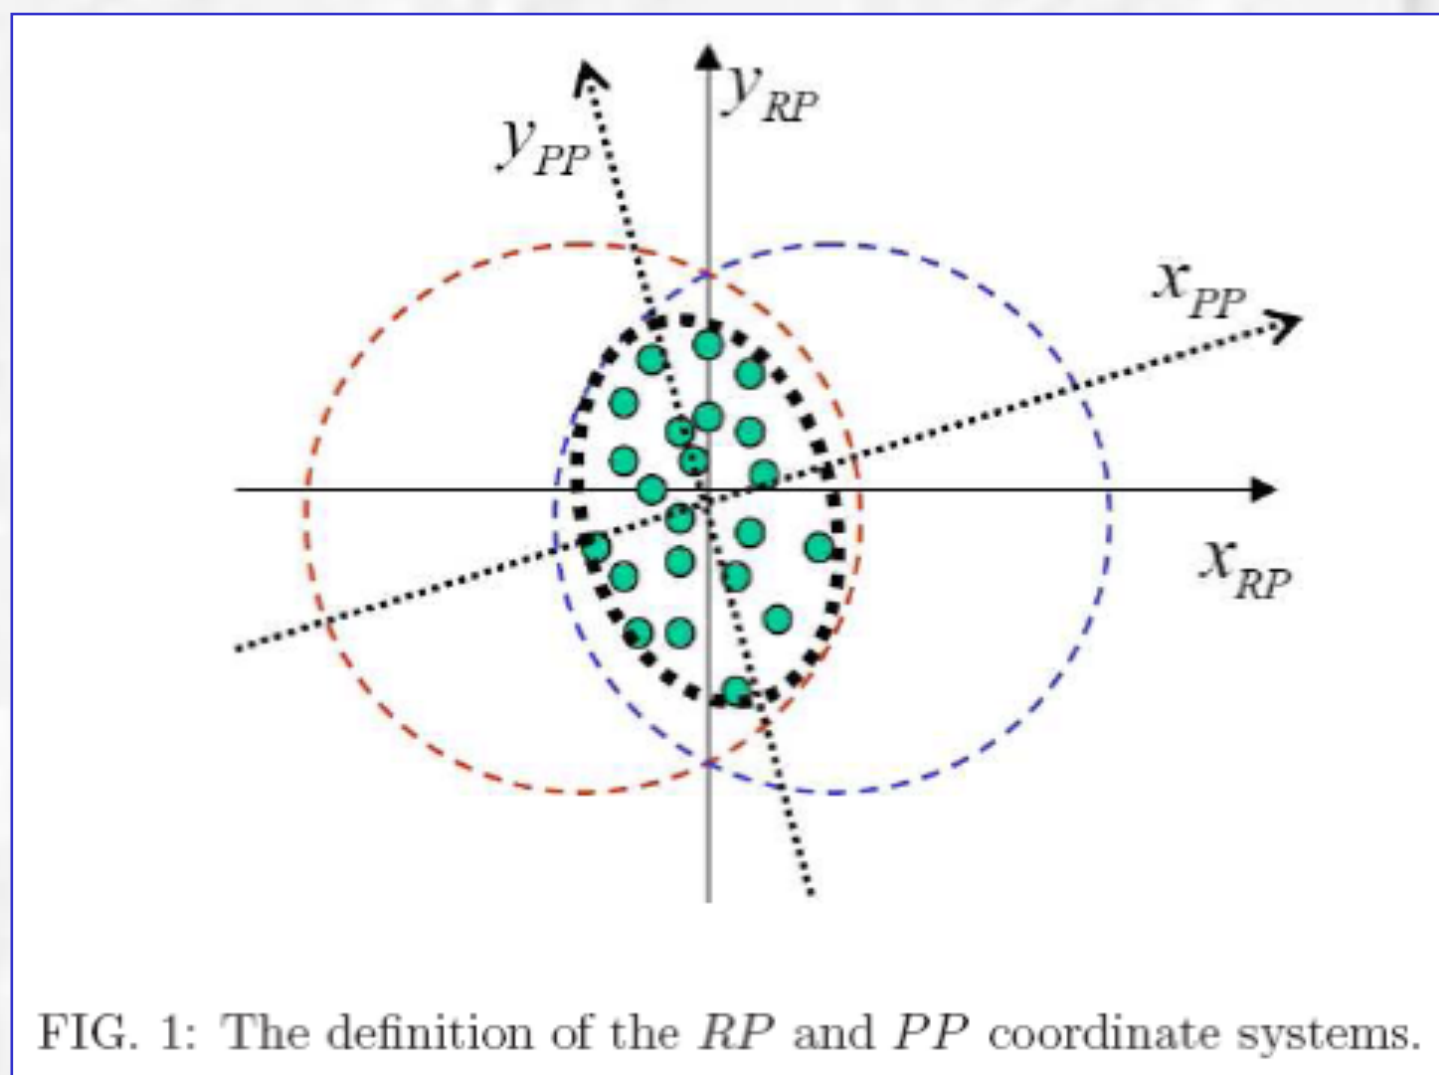 y_RP
y_PP
x_PP
x_RP
FIG. 1: The definition of the RP and PP coordinate systems.